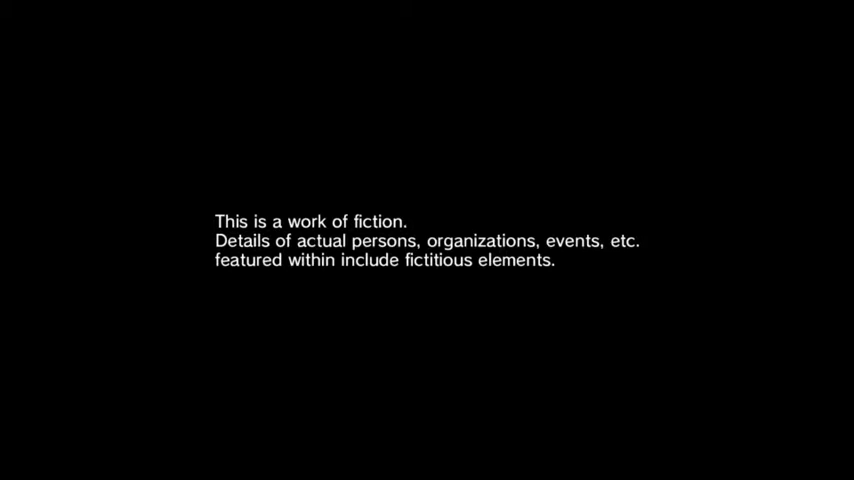 This is a work of fiction.
Details of actual persons, organizations, events, etc.
featured within include fictitious elements.